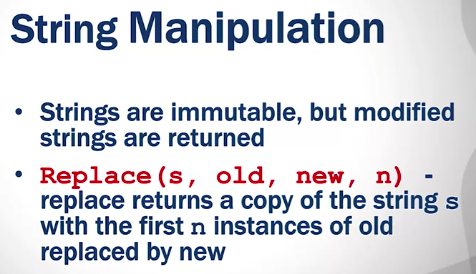 String Manipulation
• Strings are immutable, but modified
strings are returned
• Replace(s, old, new, n) -
replace returns a copy of the string s
with the first n instances of old
replaced by new